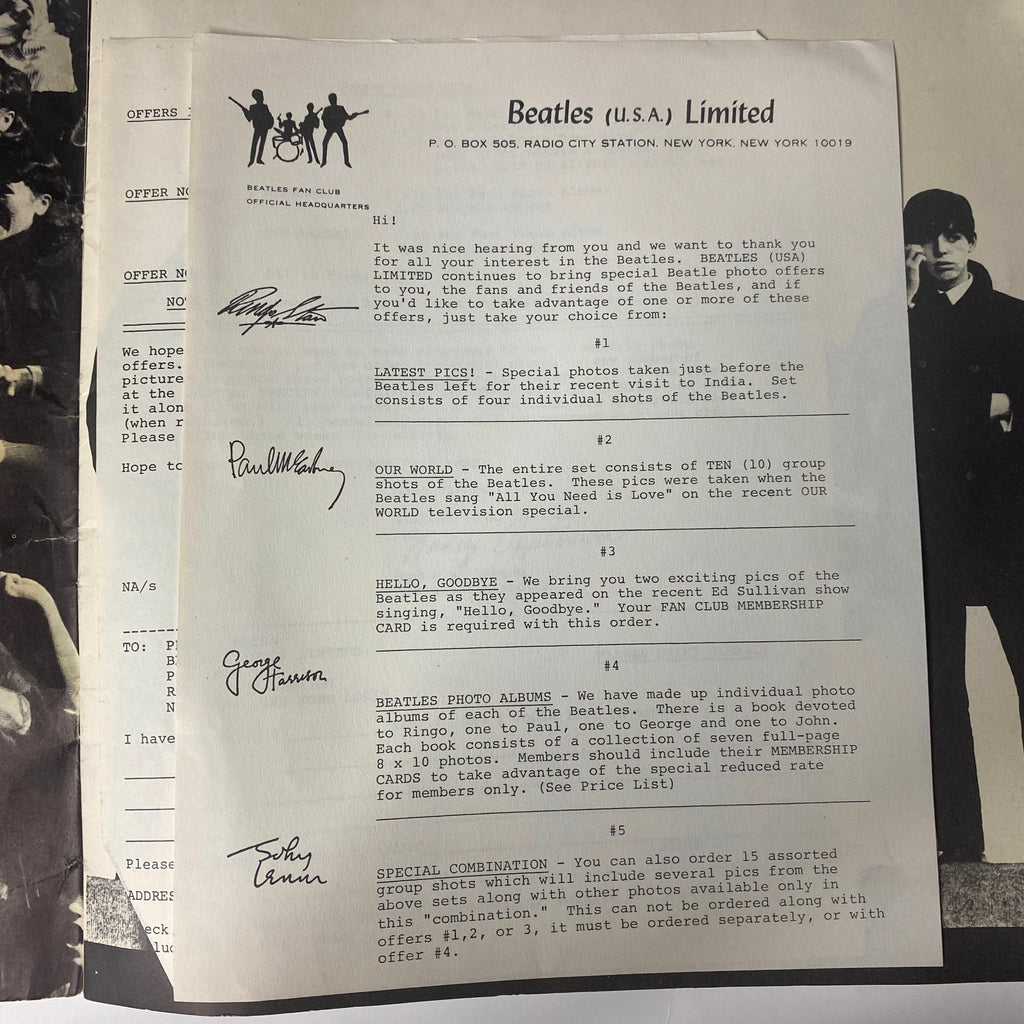 Beatles (U.S.A.) Limited
P. O. BOX 505, RADIO CITY STATION, NEW YORK, NEW YORK 10019
BEATLES FAN CLUB
OFFICIAL HEADQUARTERS
Hi!
It was nice hearing from you and we want to thank you
for all your interest in the Beatles. BEATLES (USA)
LIMITED continues to bring special Beatle photo offers
to you, the fans and friends of the Beatles, and if
you'd like to take advantage of one or more of these
offers, just take your choice from:
Ringo Starr
#1
LATEST PICS! - Special photos taken just before the
Beatles left for their recent visit to India. Set
consists of four individual shots of the Beatles.
#2
Paul McCartney
OUR WORLD - The entire set consists of TEN (10) group
shots of the Beatles. These pics were taken when the
Beatles sang "All You Need is Love" on the recent OUR
WORLD television special.
#3
HELLO, GOODBYE - We bring you two exciting pics of the
Beatles as they appeared on the recent Ed Sullivan show
singing, "Hello, Goodbye." Your FAN CLUB MEMBERSHIP
CARD is required with this order.
George
Harrison
#4
BEATLES PHOTO ALBUMS - We have made up individual photo
albums of each of the Beatles. There is a book devoted
to Ringo, one to Paul, one to George and one to John.
Each book consists of a collection of seven full-page
8 x 10 photos. Members should include their MEMBERSHIP
CARDS to take advantage of the special reduced rate
for members only. (See Price List)
#5
John
Lennon
SPECIAL COMBINATION - You can also order 15 assorted
group shots which will include several pics from the
above sets along with other photos available only in
this "combination." This can not be ordered along with
offers #1,2, or 3, it must be ordered separately, or with
offer #4.
OFFERS
OFFER
OFFER
We hope
offers.
picture
at the
it
(when
Please
Hope
NA/s
TO:
I have
Please